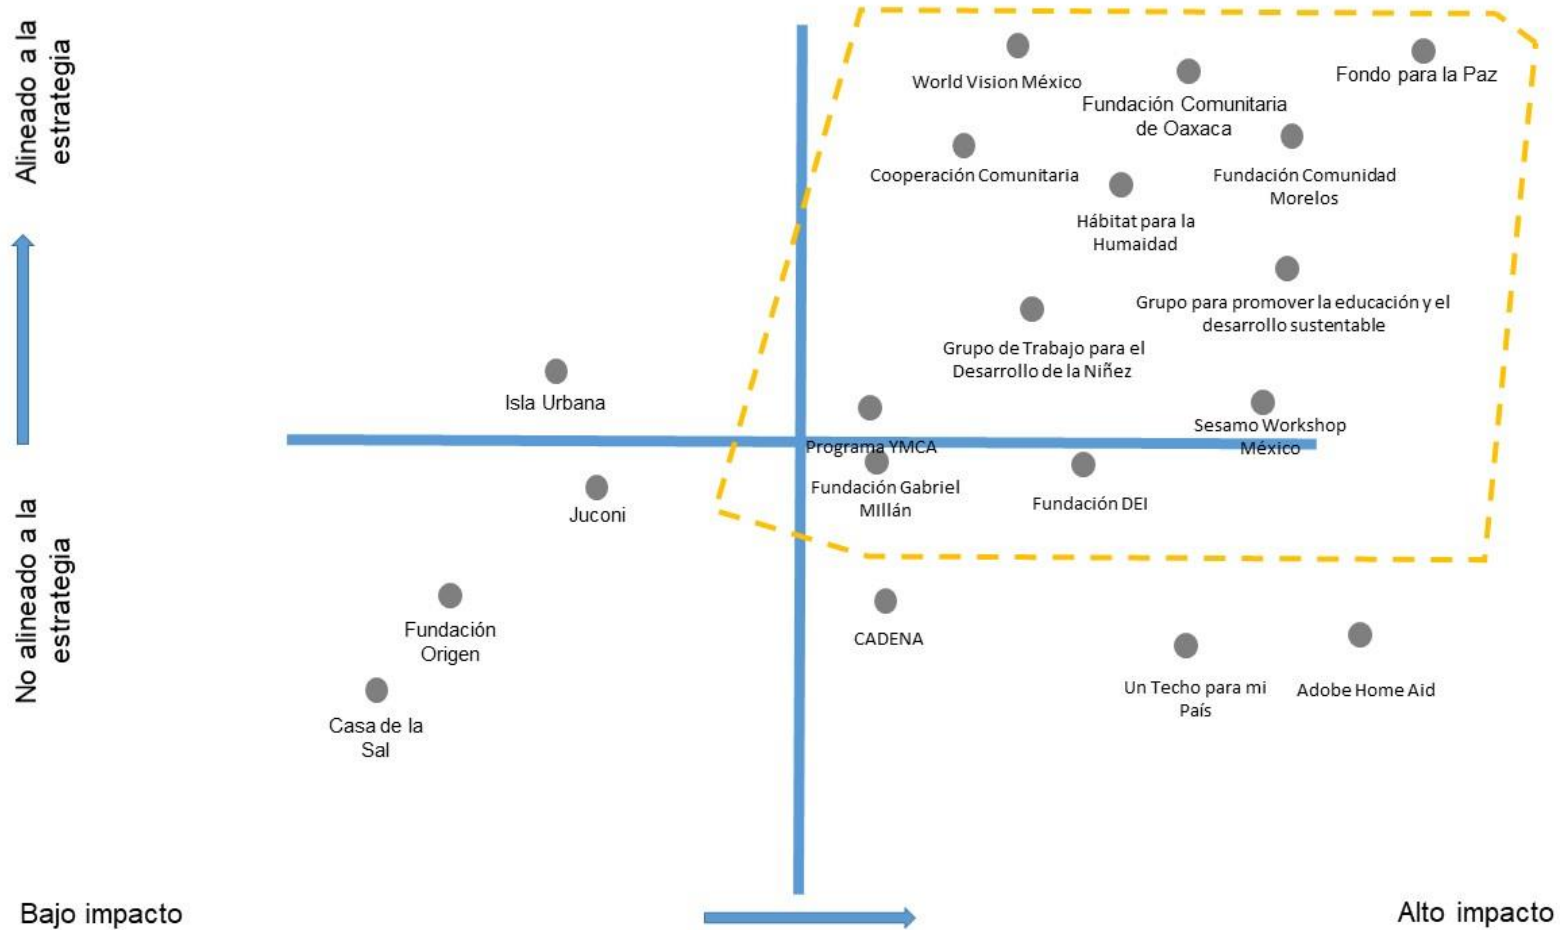 Alineado a la
estrategia
No alineado a la
estrategia
World Vision México
Fundación Comunitaria
de Oaxaca
Fondo para la Paz
Cooperación Comunitaria
Fundación Comunidad
Morelos
Hábitat para la
Humaidad
Grupo para promover la educación y el
desarrollo sustentable
Grupo de Trabajo para el
Desarrollo de la Niñez
Isla Urbana
Programa YMCA
Sesamo Workshop
México
Juconi
Fundación Gabriel
MIllán
Fundación DEI
Fundación
Origen
CADENA
Un Techo para mi
País
Adobe Home Aid
Casa de la
Sal
Bajo impacto
Alto impacto